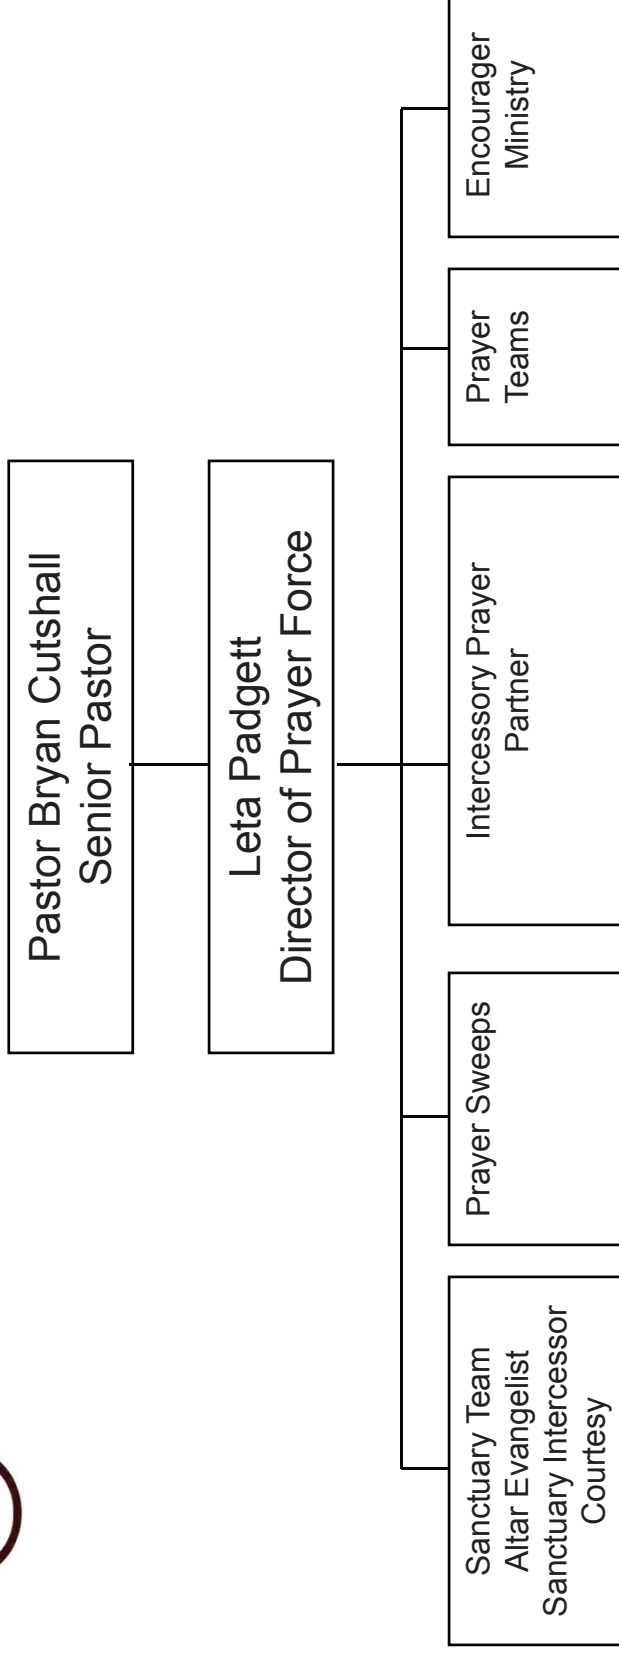 Pastor Bryan Cutshall
Senior Pastor
Leta Padgett
Director of Prayer Force
Sanctuary Team
Altar Evangelist
Sanctuary Intercessor
Courtesy
Prayer Sweeps
Intercessory Prayer
Partner
Prayer
Teams
Encourager
Ministry